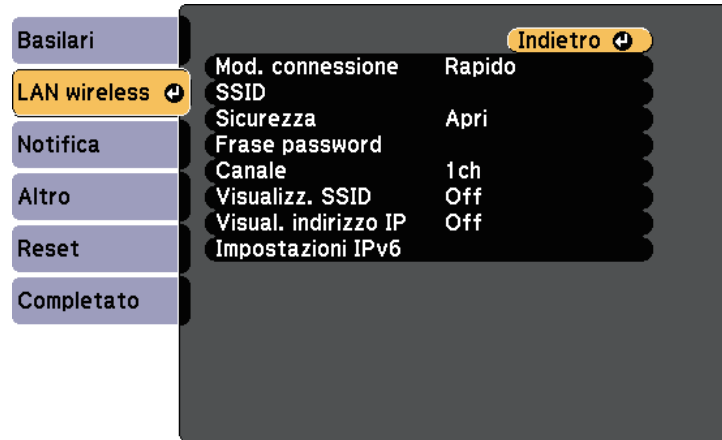 Basilari
LAN wireless
Notifica
Altro
Reset
Completato
Indietro
Mod. connessione Rapido
SSID
Sicurezza Apri
Frase password
Canale 1ch
Visualizz. SSID Off
Visual. indirizzo IP Off
Impostazioni IPv6